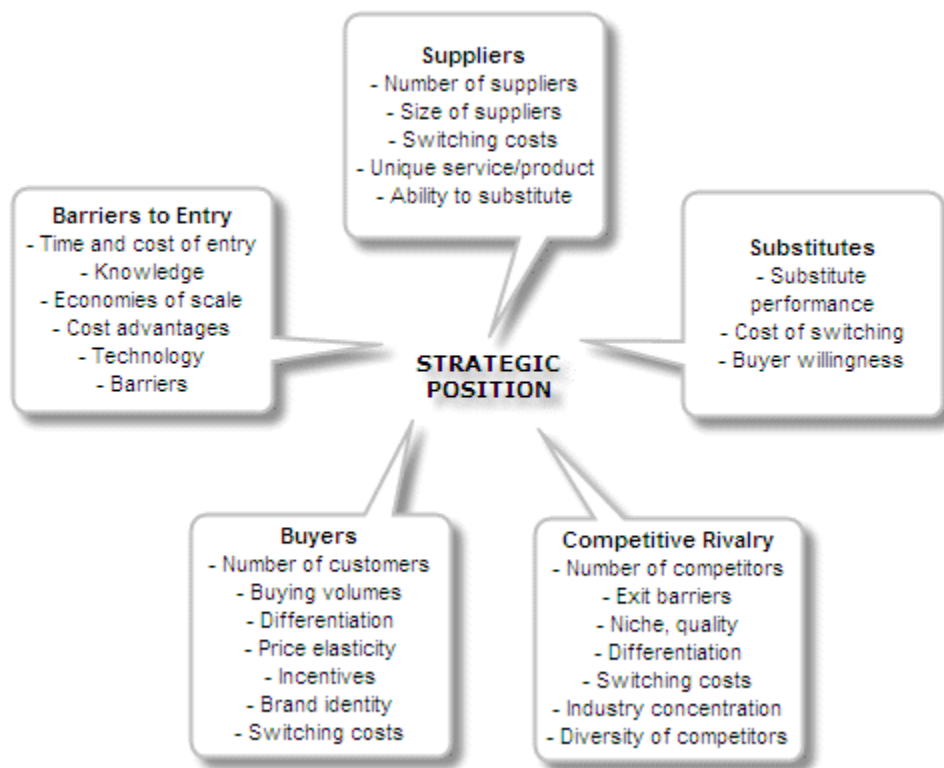 Suppliers
- Number of suppliers
- Size of suppliers
- Switching costs
- Unique service/product
- Ability to substitute
Barriers to Entry
- Time and cost of entry
- Knowledge
- Economies of scale
- Cost advantages
- Technology
- Barriers
Substitutes
- Substitute
performance
- Cost of switching
- Buyer willingness
STRATEGIC
POSITION
Buyers
- Number of customers
- Buying volumes
- Differentiation
- Price elasticity
- Incentives
- Brand identity
- Switching costs
Competitive Rivalry
- Number of competitors
- Exit barriers
- Niche, quality
- Differentiation
- Switching costs
- Industry concentration
- Diversity of competitors